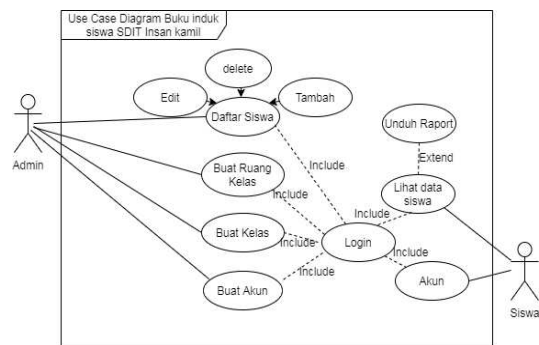 Use Case Diagram Buku induk
siswa SDIT Insan kamil
delete
Edit
Tambah
Daftar Siswa
Unduh Raport
Admin
Include
Extend
Buat Ruang
Kelas
Lihat data
siswa
Include
Include
Buat Kelas
Include
Login
Include
Include
Buat Akun
Akun
Siswa